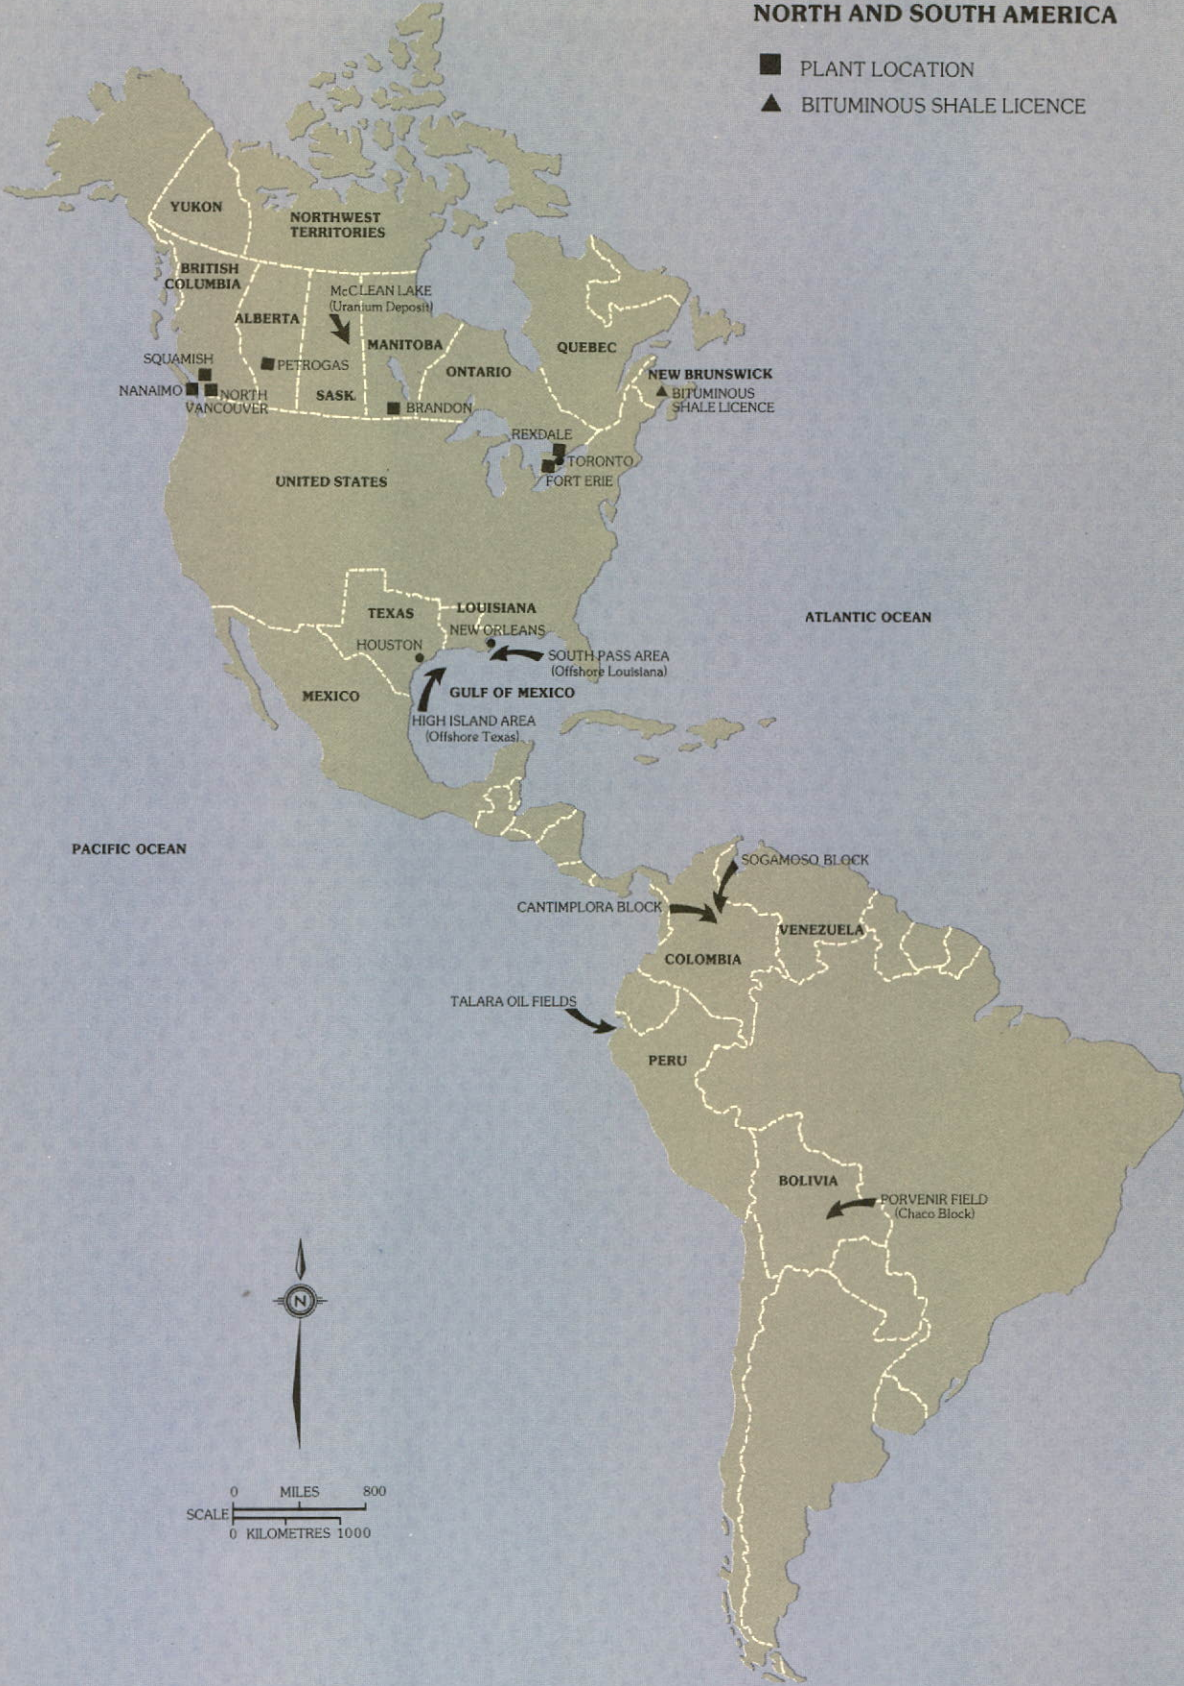 NORTH AND SOUTH AMERICA
PLANT LOCATION
BITUMINOUS SHALE LICENCE
YUKON
NORTHWEST
TERRITORIES
BRITISH
COLUMBIA
McCLEAN LAKE
(Uranium Deposit)
ALBERTA
MANITOBA
QUEBEC
SQUAMISH
PETROGAS
ONTARIO
NEW BRUNSWICK
NANAIMO
NORTH
VANCOUVER
SASK.
BRANDON
BITUMINOUS
SHALE LICENCE
REXDALE
TORONTO
FORT ERIE
UNITED STATES
TEXAS
LOUISIANA
ATLANTIC OCEAN
NEW ORLEANS
HOUSTON
SOUTH PASS AREA
(Offshore Louisiana)
MEXICO
GULF OF MEXICO
HIGH ISLAND AREA
(Offshore Texas)
PACIFIC OCEAN
SOGAMOSO BLOCK
CANTIMPLORA BLOCK
VENEZUELA
COLOMBIA
TALARA OIL FIELDS
PERU
BOLIVIA
PORVENIR FIELD
(Chaco Block)
N
0 MILES 800
SCALE
0 KILOMETRES 1000